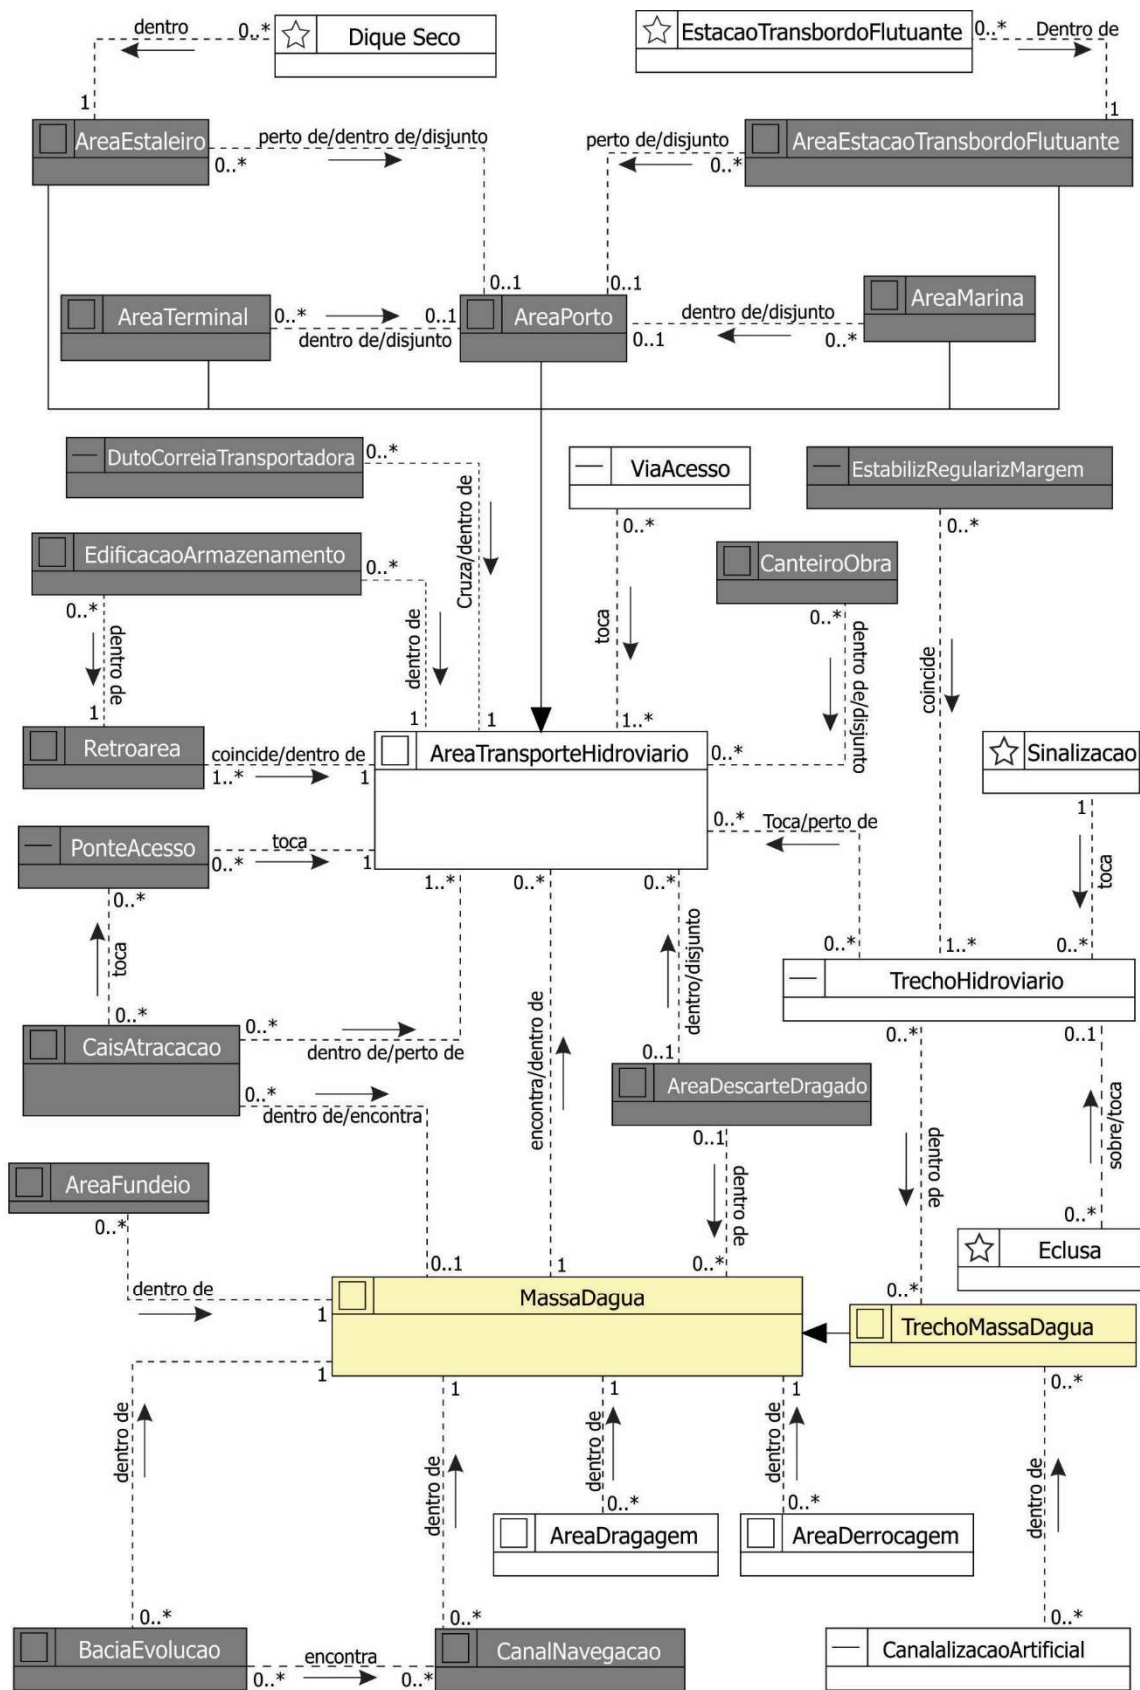 dentro
0..*
Dique Seco
EstacaoTransbordoFlutuante
0..*
Dentro de
1
1
AreaEstaleiro
perto de/dentro de/disjunto
0..*
perto de/disjunto
0..*
AreaEstacaoTransbordoFlutuante
0..1
0..1
AreaTerminal
0..*
0..1
dentro de/disjunto
AreaPorto
dentro de/disjunto
0..1
0..*
AreaMarina
DutoCorreiaTransportadora
0..*
ViaAcesso
0..*
EstabilizRegularizMargem
0..*
EdificacaoArmazenamento
0..*
0..*
Cruza/dentro de
CanteiroObra
0..*
dentro de
dentro de
toca
dentro de/disjunto
coincide
1
1
1
1..*
Retroarea
coincide/dentro de
1..*
1
AreaTransporteHidroviario
0..*
Sinalizacao
1
PonteAcesso
toca
0..*
1
0..*
Toca/perto de
toca
0..*
1..*
0..*
0..*
toca
0..*
0..*
1..*
0..*
TrechoHidroviario
CaisAtracacao
0..*
dentro de/perto de
0..*
dentro de/encontra
encontra/dentro de
dentro/disjunto
0..1
AreaDescarteDragado
0..1
0..*
0..1
AreaFundeio
0..*
dentro de
dentro de
sobre/toca
0..*
Eclusa
dentro de
1
0..1
1
0..*
MassaDagua
0..*
TrechoMassaDagua
0..*
1
1
1
1
dentro de
dentro de
dentro de
dentro de
dentro de
0..*
AreaDragagem
0..*
AreaDerrocagem
0..*
0..*
0..*
BaciaEvolucao
encontra
0..*
0..*
CanalNavegacao
CanalalizacaoArtificial